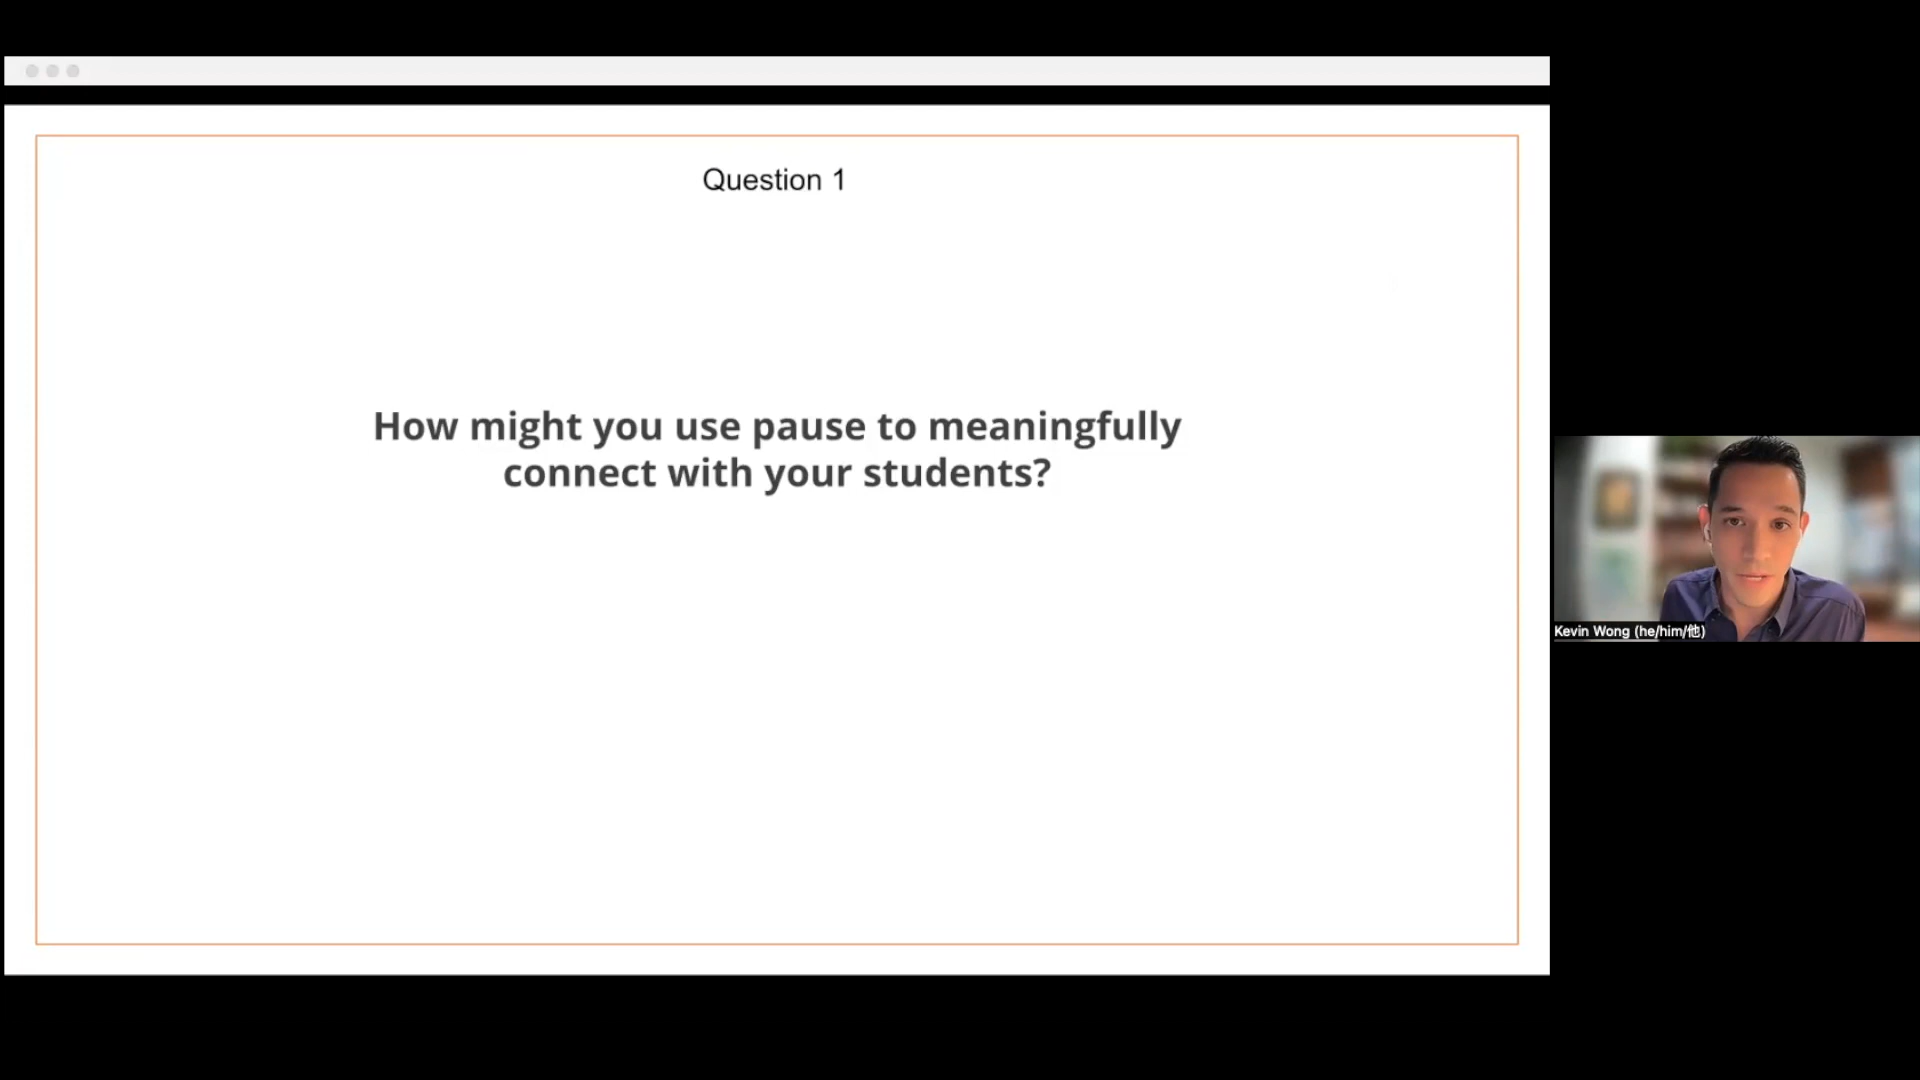 Question 1
How might you use pause to meaningfully
connect with your students?
Kevin Wong (he/him/他)